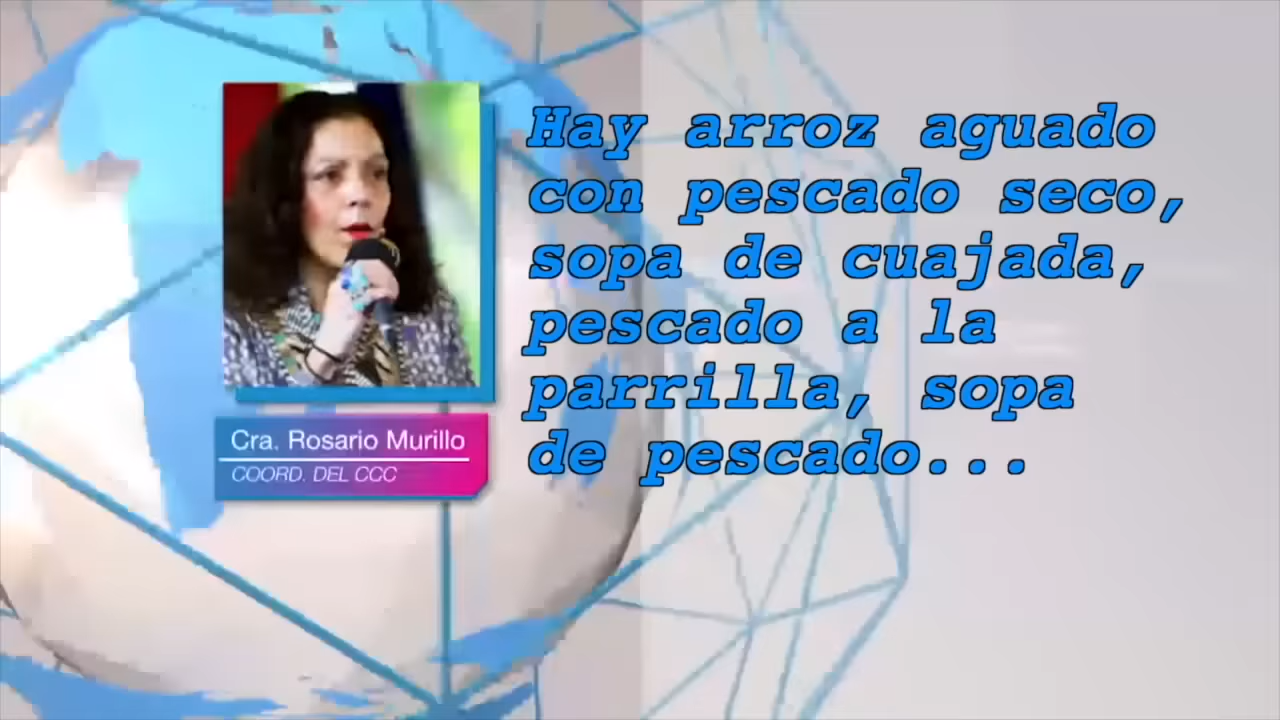 Hay arroz aguado
con pescado seco,
sopa de cuajada,
pescado a la
parrilla, sopa
de pescado...
Cra. Rosario Murillo
COORD. DEL CCC